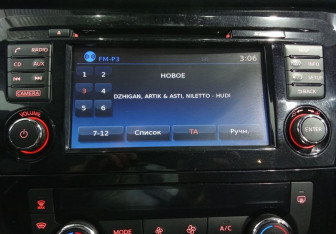 RADIO
CD AUX
CAMERA
VOLUME
FM-P3 3:06
1 2
3 4
5 6
НОВОЕ
DZHIGAN, ARTIK & ASTI, NILETTO - HUDI
7-12 Список TA Ручн.
BACK
ENTER
MODE
A/C